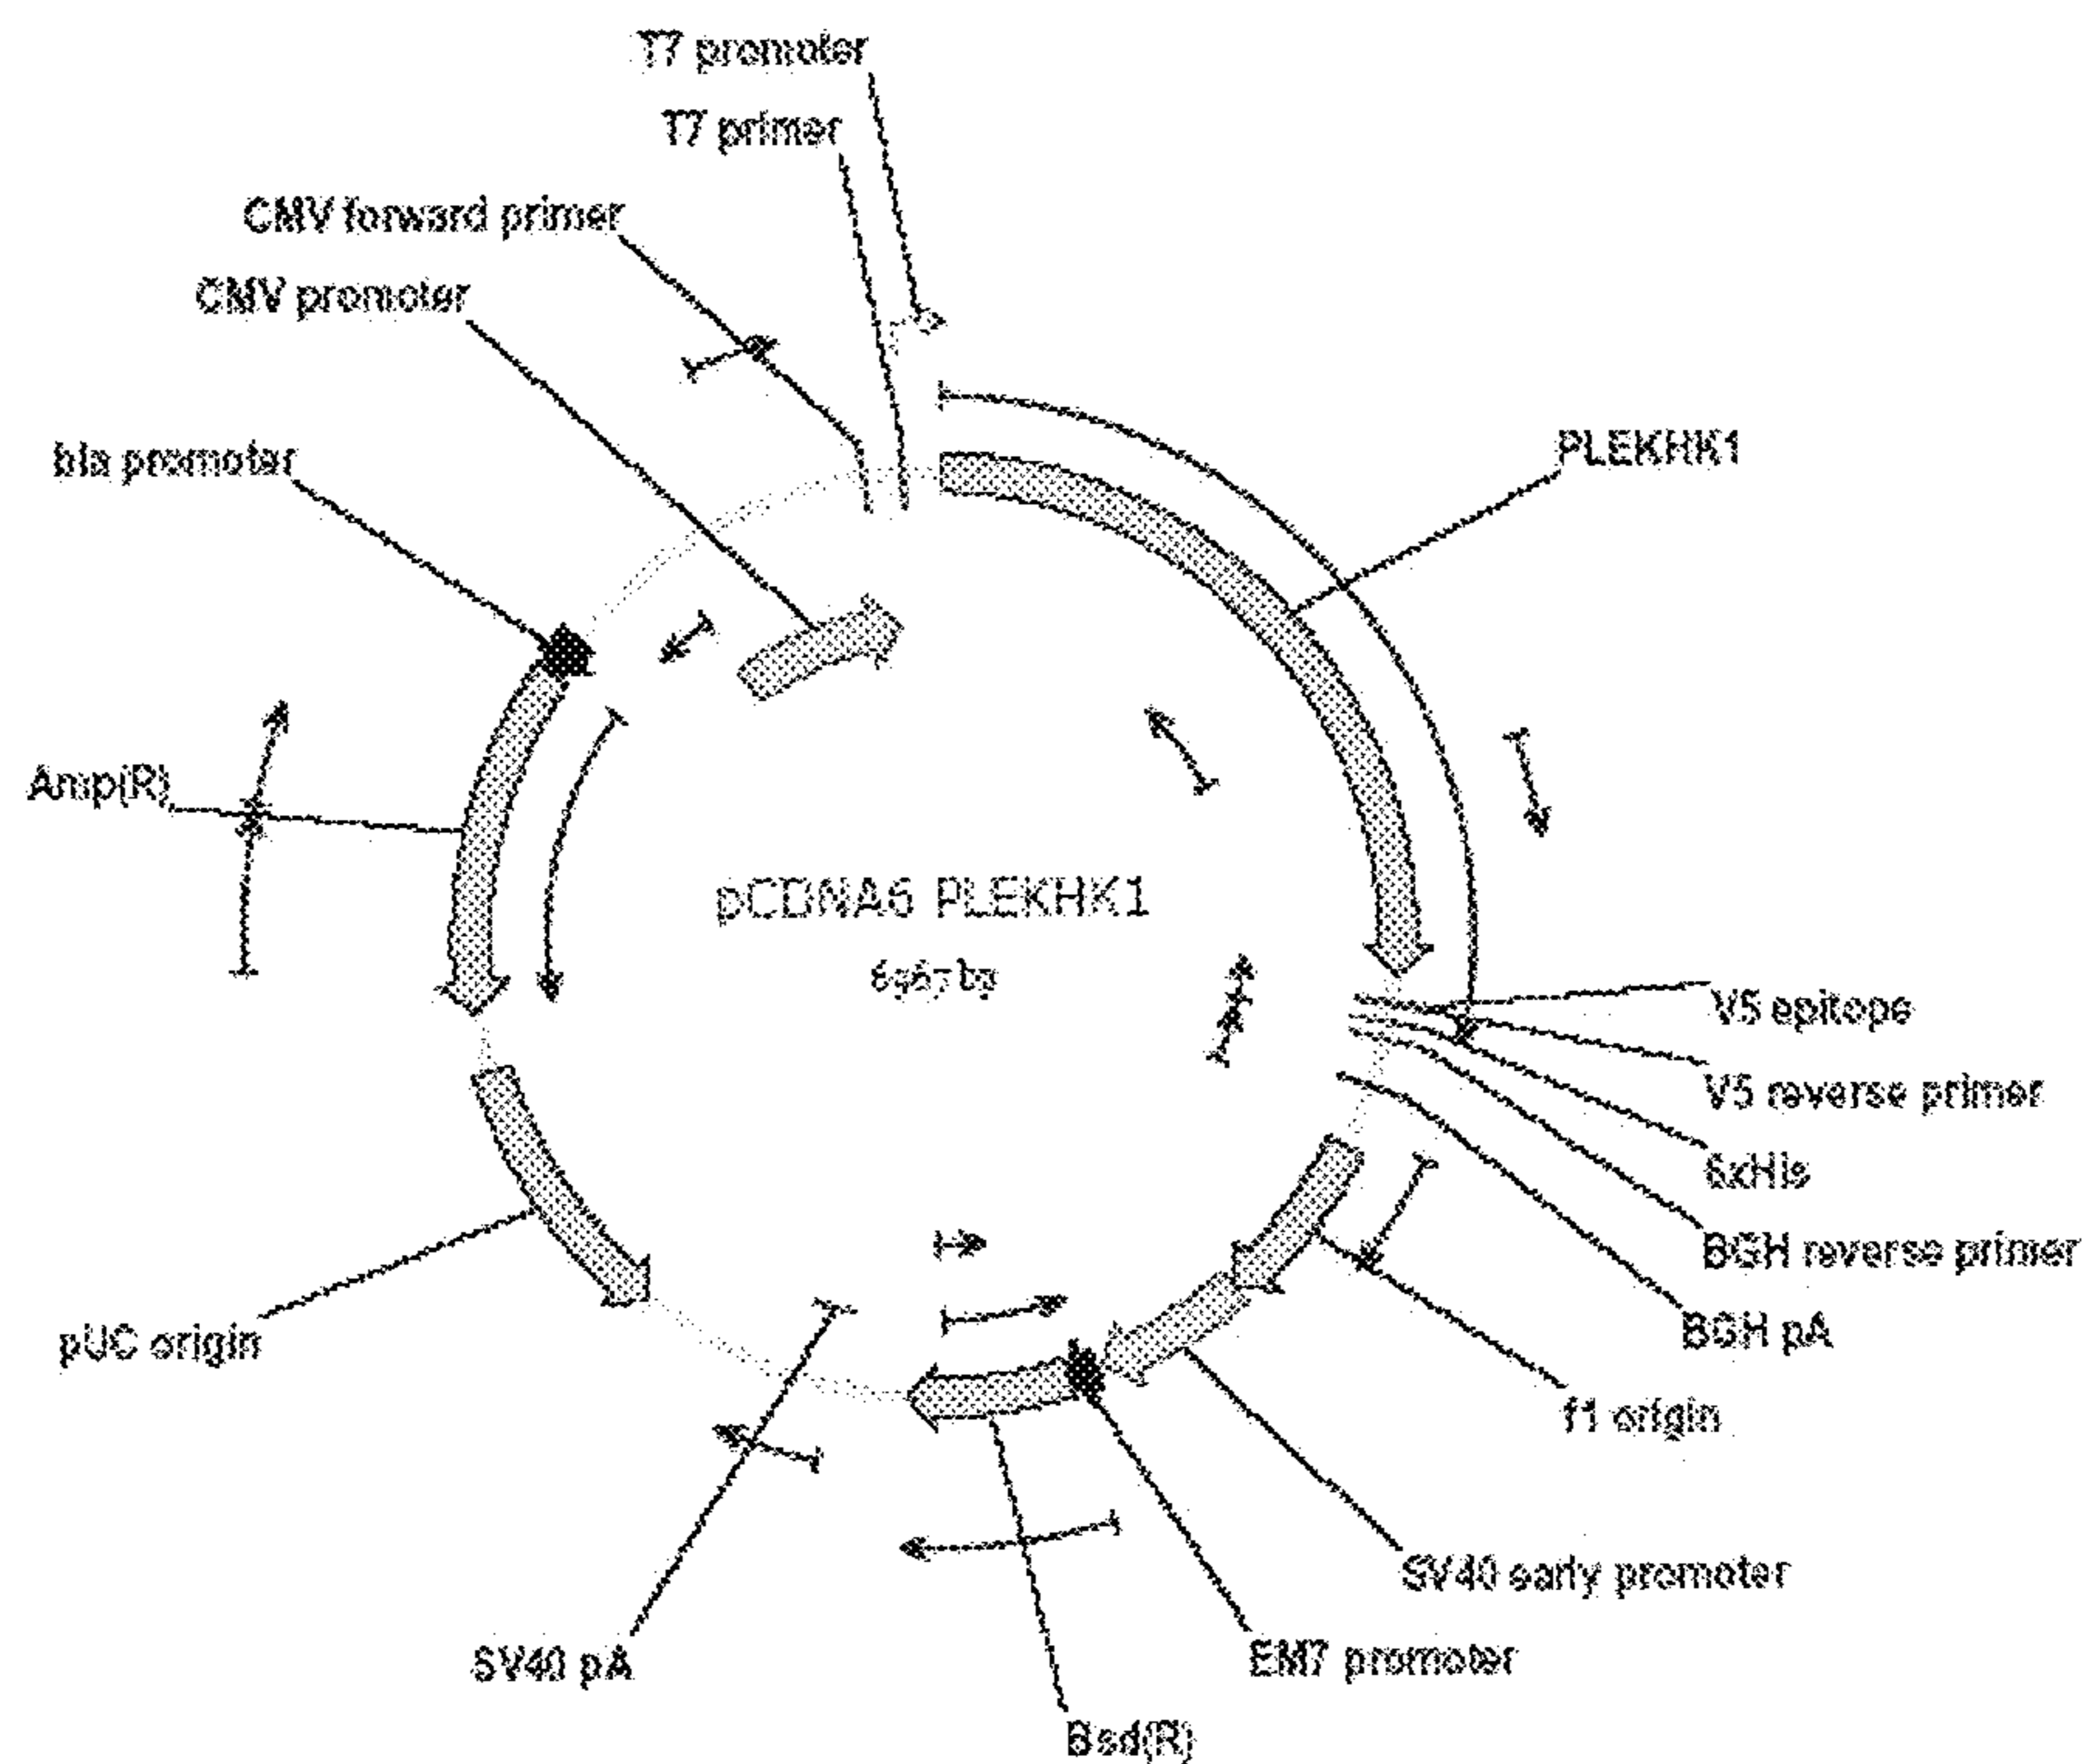 T7 promoter
T7 primer
CMV forward primer
CMV promoter
bla promoter
PLEKHK1
Amp(R)
pCDNA6 PLEKHK1
bp
V5 epitope
V5 reverse primer
6xHis
BGH reverse primer
BGH pA
pUC origin
f1 origin
SV40 early promoter
SV40 pA
EM7 promoter
Bsd(R)